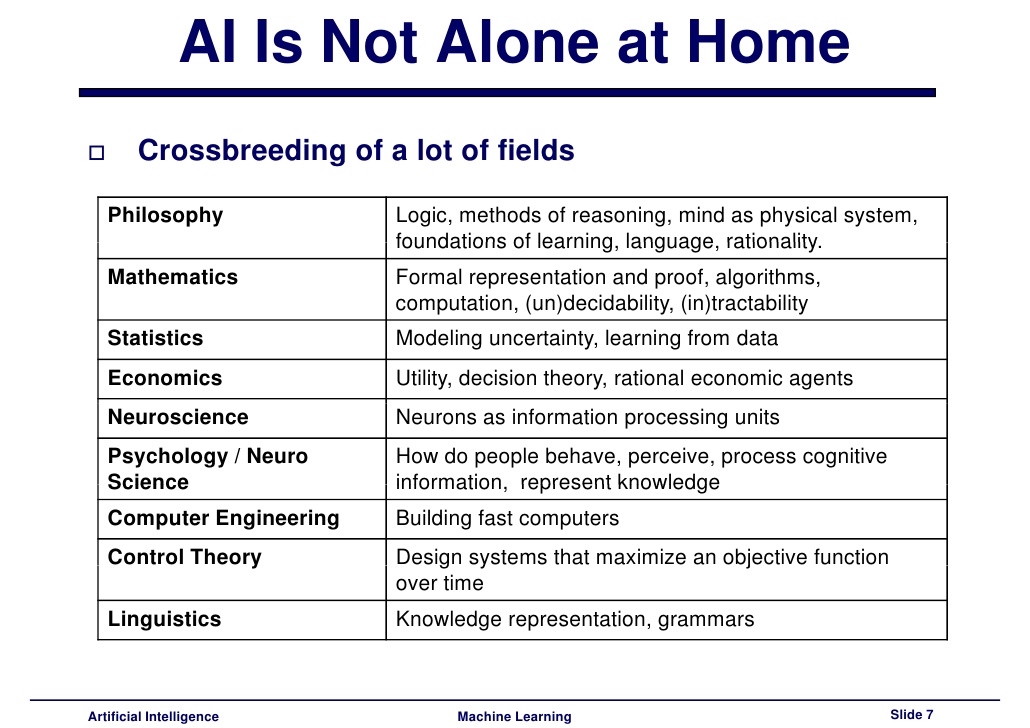 AI Is Not Alone at Home
Crossbreeding of a lot of fields
Philosophy
Logic, methods of reasoning, mind as physical system,
foundations of learning, language, rationality.
Mathematics
Formal representation and proof, algorithms,
computation, (un)decidability, (in)tractability
Statistics
Modeling uncertainty, learning from data
Economics
Utility, decision theory, rational economic agents
Neuroscience
Neurons as information processing units
Psychology / Neuro
Science
How do people behave, perceive, process cognitive
information,  represent knowledge
Computer Engineering
Building fast computers
Control Theory
Design systems that maximize an objective function
over time
Linguistics
Knowledge representation, grammars
Artificial Intelligence
Machine Learning
Slide 7